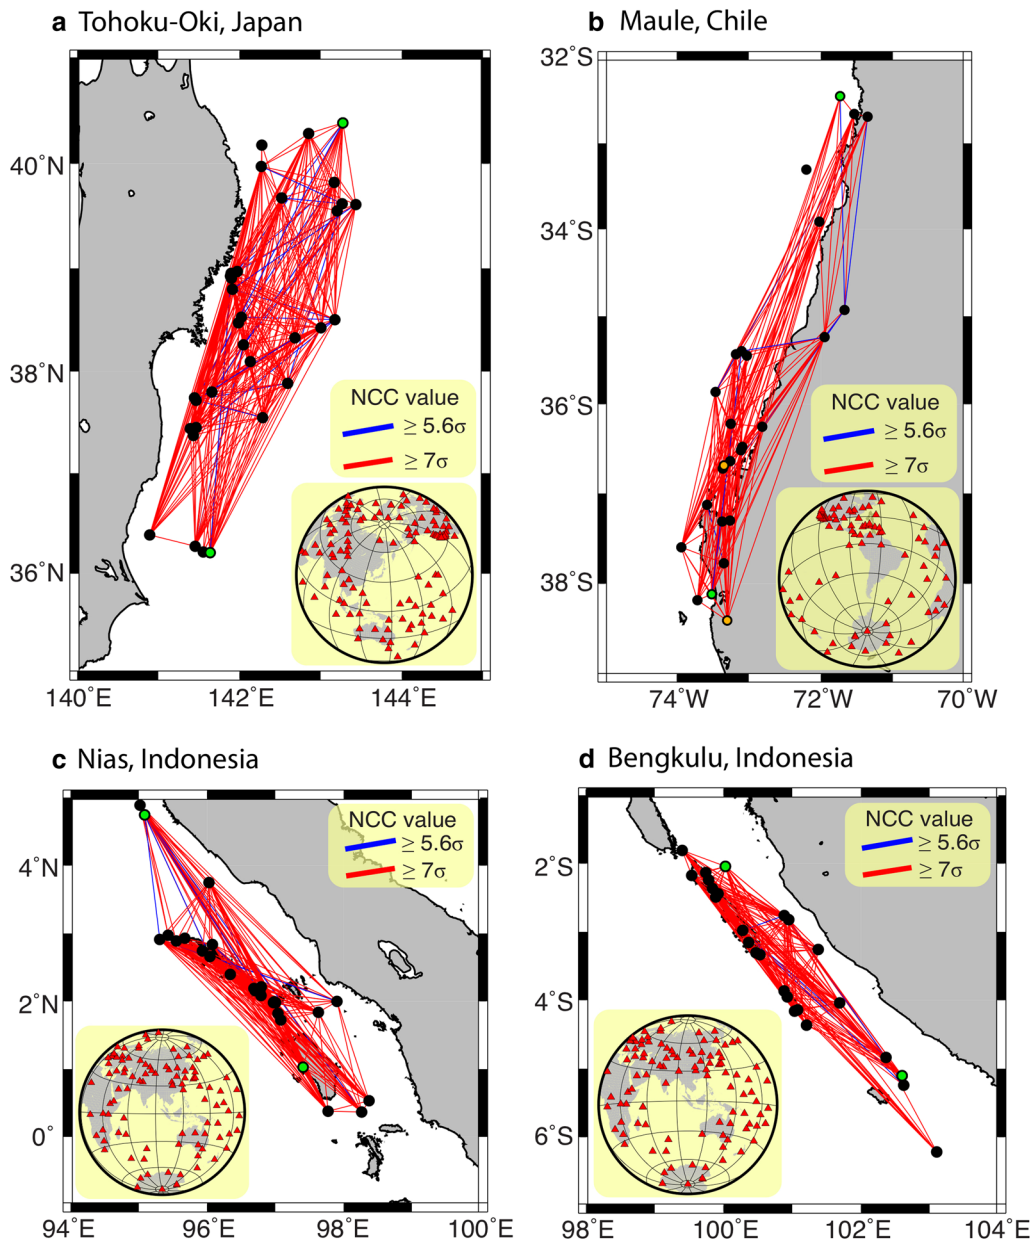 a Tohoku-Oki, Japan
40°N
38°N
36°N
140°E
142°E
144°E
NCC value
≥ 5.6σ
≥ 7σ
b Maule, Chile
32°S
34°S
36°S
38°S
74°W
72°W
70°W
NCC value
≥ 5.6σ
≥ 7σ
c Nias, Indonesia
4°N
2°N
0°
94°E
96°E
98°E
100°E
NCC value
≥ 5.6σ
≥ 7σ
d Bengkulu, Indonesia
2°S
4°S
6°S
98°E
100°E
102°E
104°E
NCC value
≥ 5.6σ
≥ 7σ